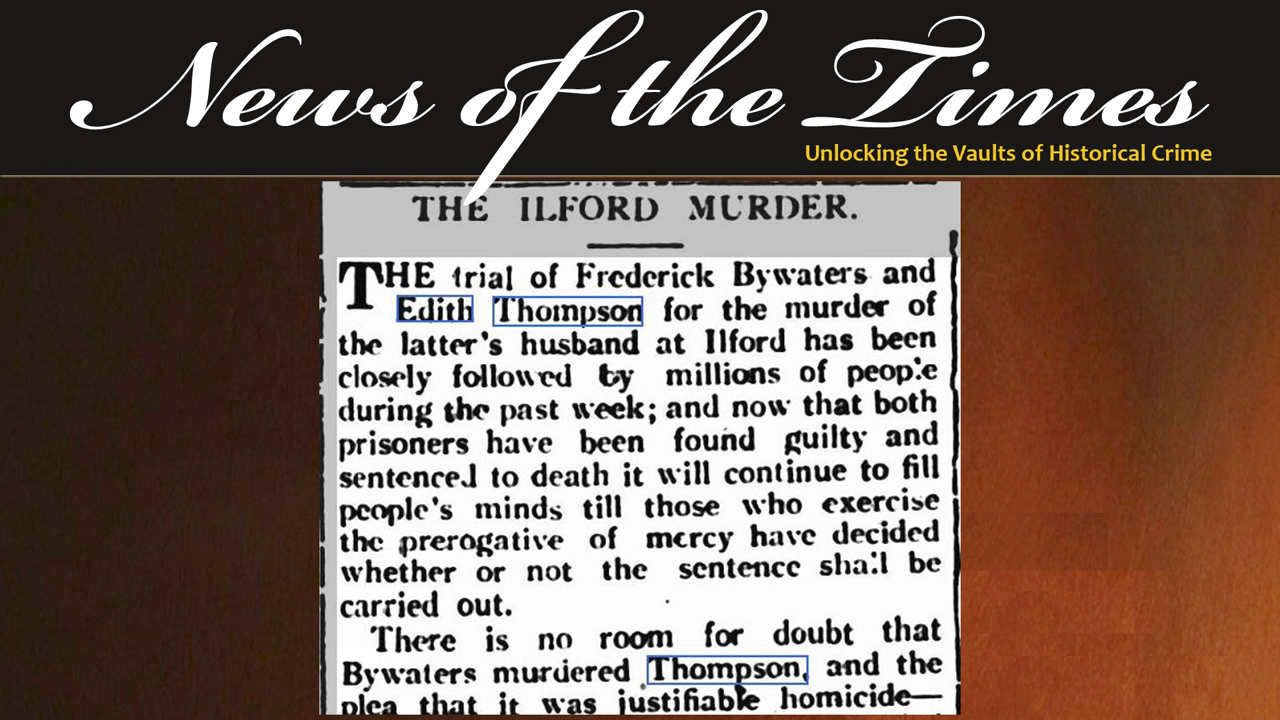 News of the Times
Unlocking the Vaults of Historical Crime
THE ILFORD MURDER.
THE trial of Frederick Bywaters and
Edith Thompson for the murder of
the latter's husband at Ilford has been
closely followed by millions of people
during the past week; and now that both
prisoners have been found guilty and
sentenced to death it will continue to fill
people's minds till those who exercise
the prerogative of mercy have decided
whether or not the sentence shall be
carried out.
There is no room for doubt that
Bywaters murdered Thompson, and the
plea that it was justifiable homicide—